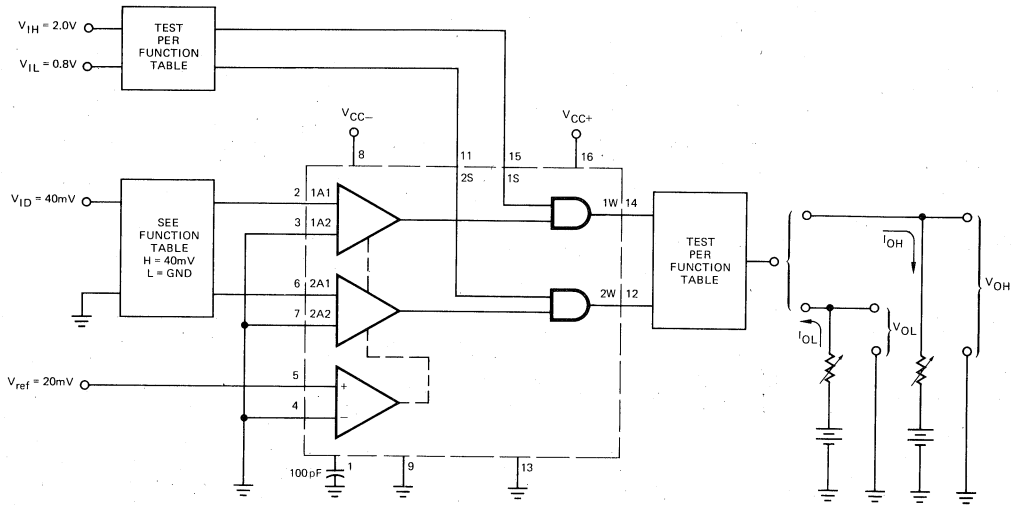 V_IH = 2.0V
V_IL = 0.8V
TEST
PER
FUNCTION
TABLE
V_CC−
V_CC+
8
11
15
16
2S
1S
V_ID = 40mV
SEE
FUNCTION
TABLE
H = 40mV
L = GND
2
1A1
3
1A2
6
2A1
7
2A2
1W
14
2W
12
TEST
PER
FUNCTION
TABLE
I_OH
V_OH
I_OL
V_OL
V_ref = 20mV
5
+
4
−
100pF
1
9
13